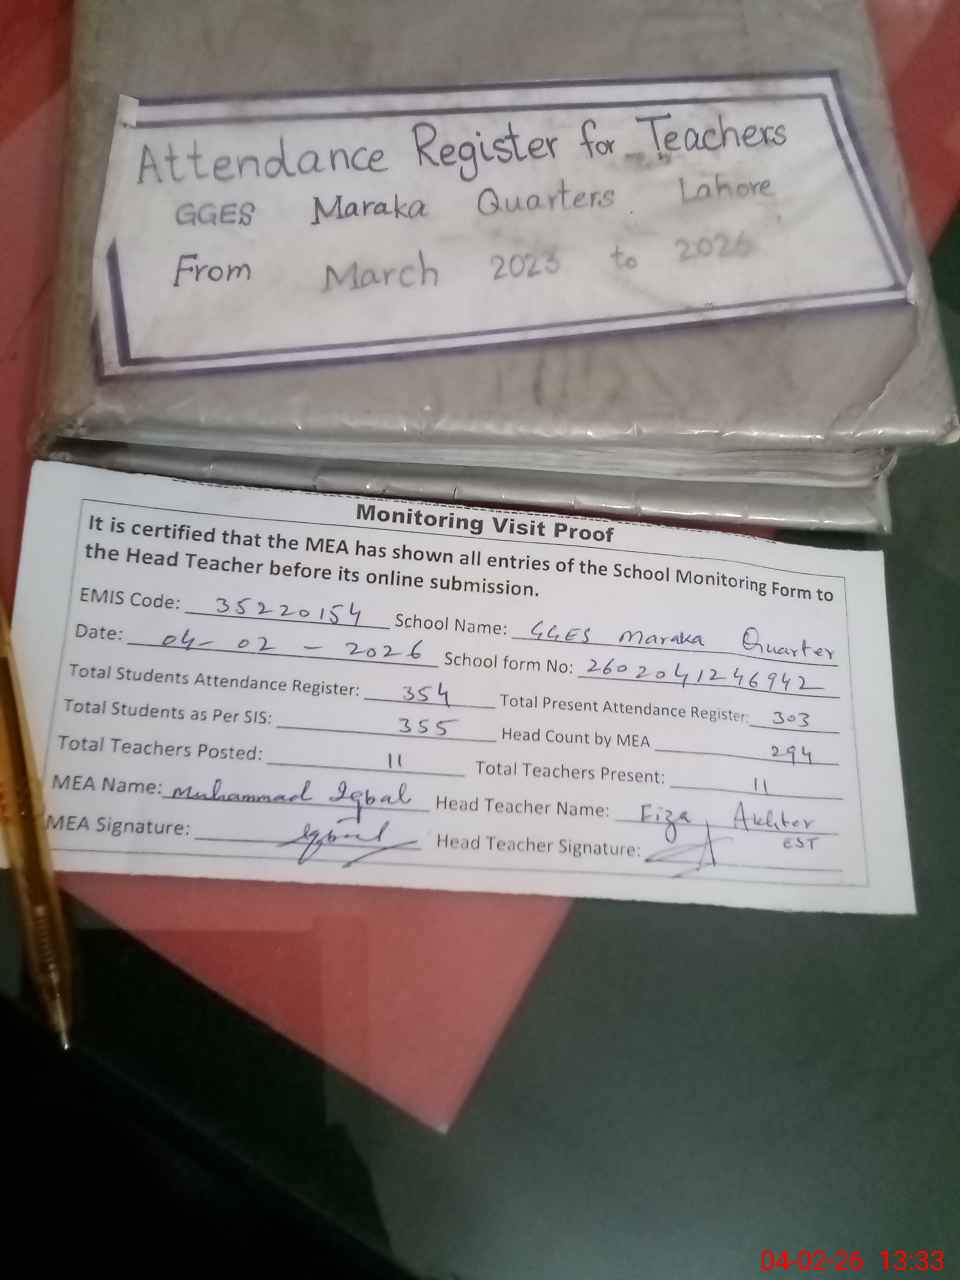 Attendance Register for Teachers
GGES Maraka Quarters Lahore
From March 2023 to 2026
Monitoring Visit Proof
It is certified that the MEA has shown all entries of the School Monitoring Form to
the Head Teacher before its online submission.
EMIS Code: 35220154 School Name: GGES Maraka Quarter
Date: 04-02-2026 School form No: 2602041246942
Total Students Attendance Register: 354 Total Present Attendance Register: 303
Total Students as Per SIS: 355 Head Count by MEA 294
Total Teachers Posted: 11 Total Teachers Present: 11
MEA Name: Muhammad Iqbal Head Teacher Name: Fiza Akhter
EST
MEA Signature: Iqbal Head Teacher Signature:
04-02-26 13:33